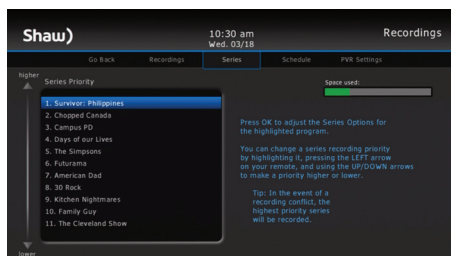 Shaw)
10:30 am
Wed. 03/18
Recordings
Go Back Recordings Series Schedule PVR Settings
higher
Series Priority
Space used:
1. Survivor: Philippines
2. Chopped Canada
3. Campus PD
4. Days of our Lives
5. The Simpsons
6. Futurama
7. American Dad
8. 30 Rock
9. Kitchen Nightmares
10. Family Guy
11. The Cleveland Show
Press OK to adjust the Series Options for
the highlighted program.
You can change a series recording priority
by highlighting it, pressing the LEFT arrow
on your remote, and using the UP/DOWN arrows
to make a priority higher or lower.
Tip: In the event of a
recording conflict, the
highest priority series
will be recorded.
lower